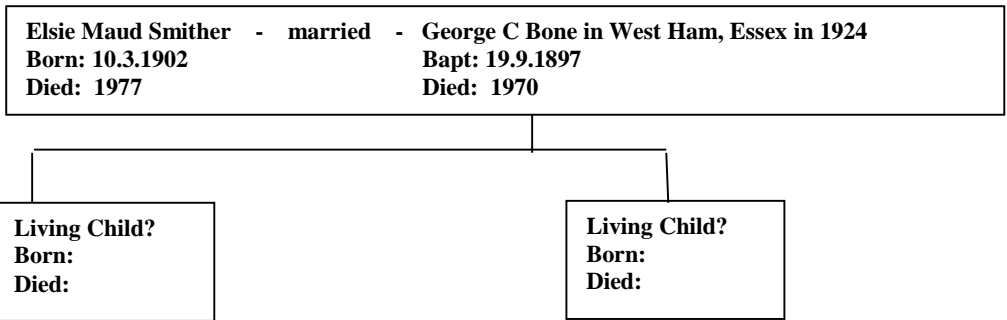 Elsie Maud Smither - married - George C Bone in West Ham, Essex in 1924
Born: 10.3.1902 Bapt: 19.9.1897
Died: 1977 Died: 1970
Living Child?
Born:
Died:
Living Child?
Born:
Died: